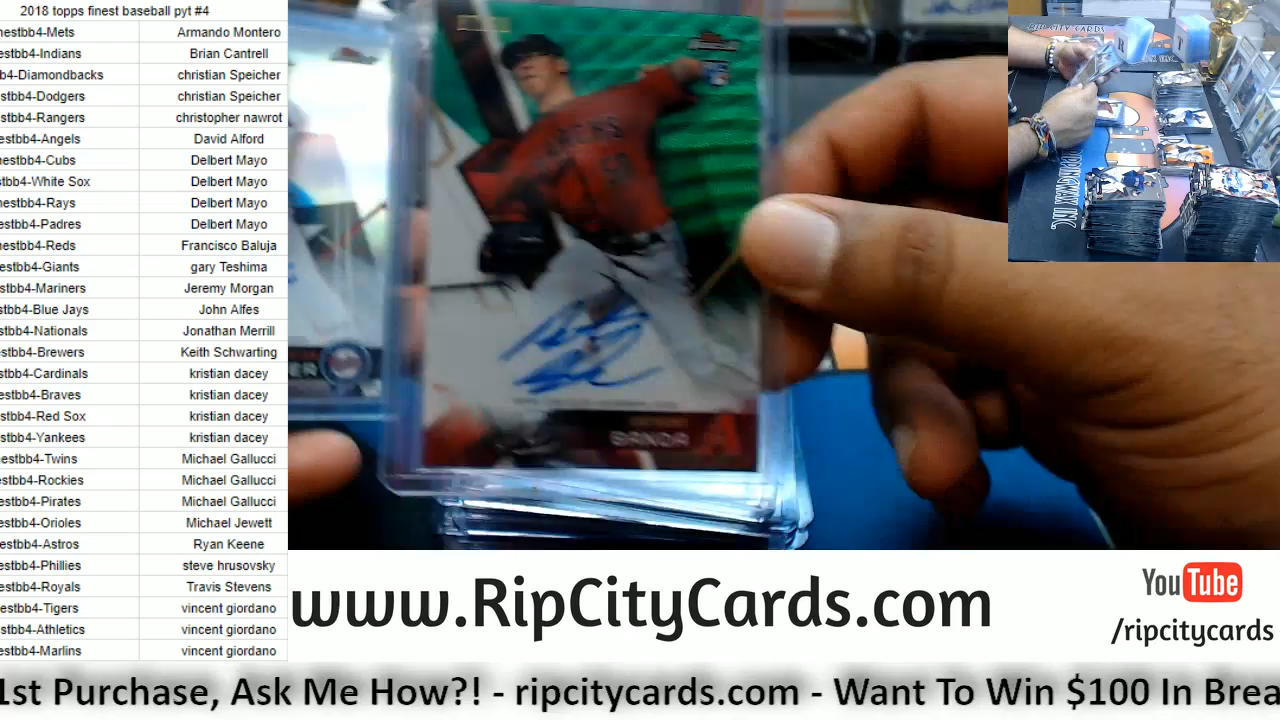 2018 topps finest baseball pyt #4
nestbb4-Mets Armando Montero
nestbb4-Indians Brian Cantrell
b4-Diamondbacks christian Speicher
estbb4-Dodgers christian Speicher
estbb4-Rangers christopher nawrot
estbb4-Angels David Alford
nestbb4-Cubs Delbert Mayo
stbb4-White Sox Delbert Mayo
nestbb4-Rays Delbert Mayo
estbb4-Padres Delbert Mayo
nestbb4-Reds Francisco Baluja
estbb4-Giants gary Teshima
estbb4-Mariners Jeremy Morgan
stbb4-Blue Jays John Alfes
stbb4-Nationals Jonathan Merrill
estbb4-Brewers Keith Schwarting
stbb4-Cardinals kristian dacey
estbb4-Braves kristian dacey
estbb4-Red Sox kristian dacey
estbb4-Yankees kristian dacey
nestbb4-Twins Michael Gallucci
estbb4-Rockies Michael Gallucci
estbb4-Pirates Michael Gallucci
estbb4-Orioles Michael Jewett
estbb4-Astros Ryan Keene
estbb4-Phillies steve hrusovsky
estbb4-Royals Travis Stevens
estbb4-Tigers vincent giordano
stbb4-Athletics vincent giordano
estbb4-Marlins vincent giordano
RIP CITY CARDS
BANDA
A
www.RipCityCards.com
YouTube
/ripcitycards
1st Purchase, Ask Me How?! - ripcitycards.com - Want To Win $100 In Brea